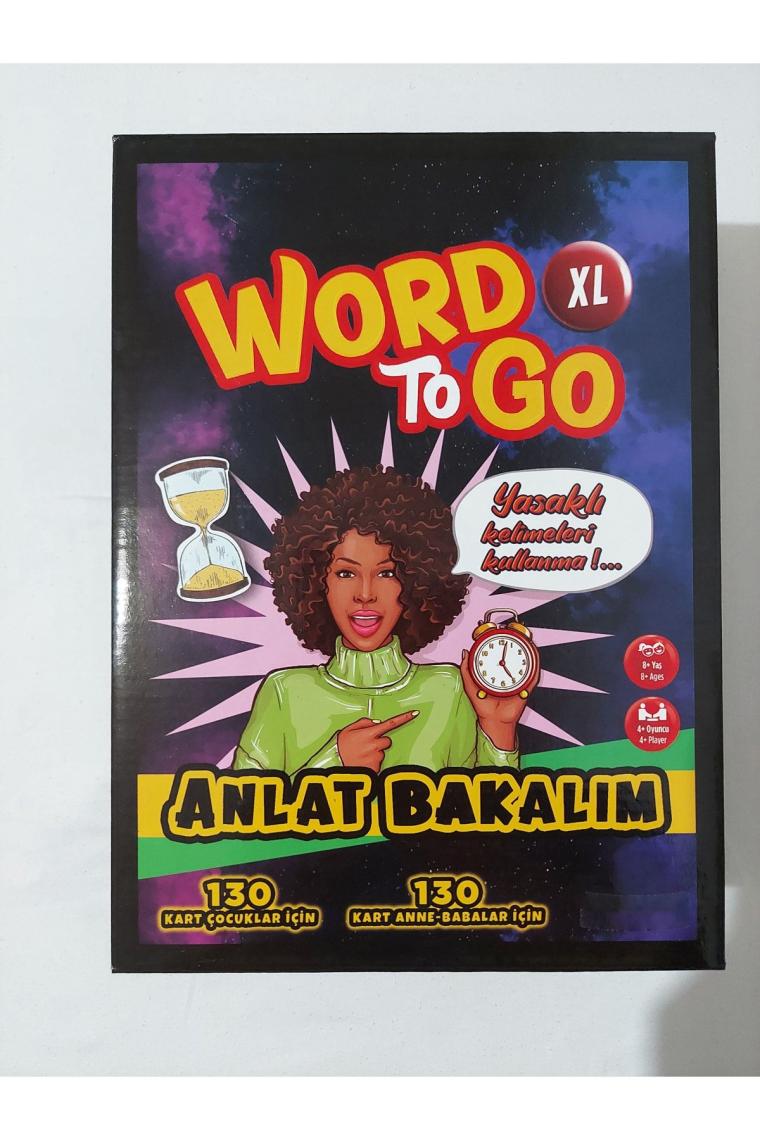 WORD
XL
TO GO
Yasaklı
kelimeleri
kullanma !...
8+ Yaş
8+ Ages
4+ Oyuncu
4+ Player
ANLAT BAKALIM
130
KART ÇOCUKLAR İÇİN
130
KART ANNE-BABALAR İÇİN